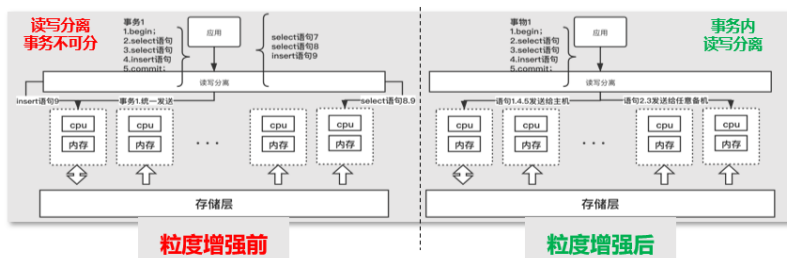 读写分离
事务不可分
事务1
1.begin;
2.select语句
3.select语句
4.insert语句
5.commit;
应用
select语句7
select语句8
insert语句9
读写分离
insert语句9
事务1.统一发送
select语句8.9
cpu
内存
cpu
内存
...
cpu
内存
cpu
内存
存储层
粒度增强前
事物1
1.begin;
2.select语句
3.select语句
4.insert语句
5.commit;
应用
事务内
读写分离
读写分离
语句1.4.5发送给主机
语句2.3发送给任意备机
cpu
内存
cpu
内存
...
cpu
内存
cpu
内存
存储层
粒度增强后